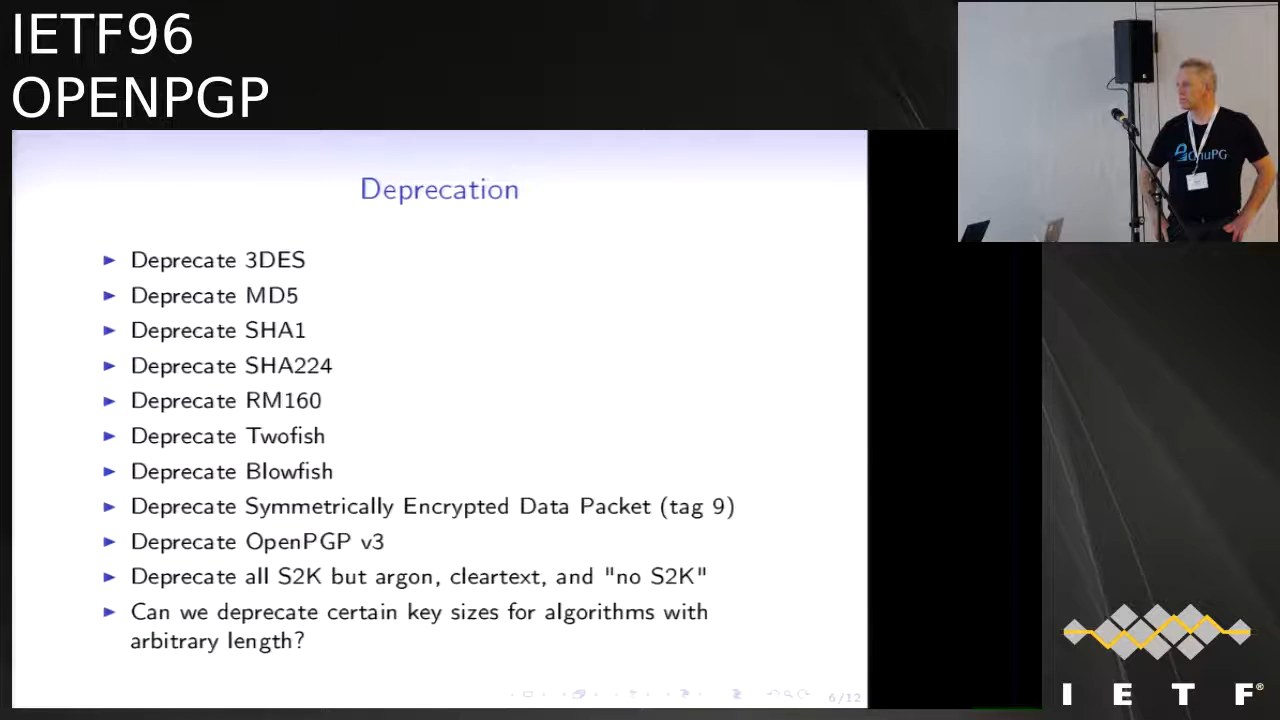 IETF96
OPENPGP
GnuPG
Deprecation
Deprecate 3DES
Deprecate MD5
Deprecate SHA1
Deprecate SHA224
Deprecate RM160
Deprecate Twofish
Deprecate Blowfish
Deprecate Symmetrically Encrypted Data Packet (tag 9)
Deprecate OpenPGP v3
Deprecate all S2K but argon, cleartext, and "no S2K"
Can we deprecate certain key sizes for algorithms with
arbitrary length?
6/12
I E T F®